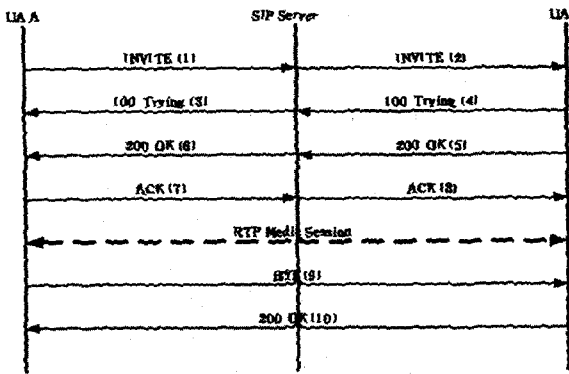 UA A SIP Server UA
INVITE (1) INVITE (2)
100 Trying (3) 100 Trying (4)
200 OK (6) 200 OK (5)
ACK (7) ACK (8)
RTP Media Session
BYE (9)
200 OK (10)